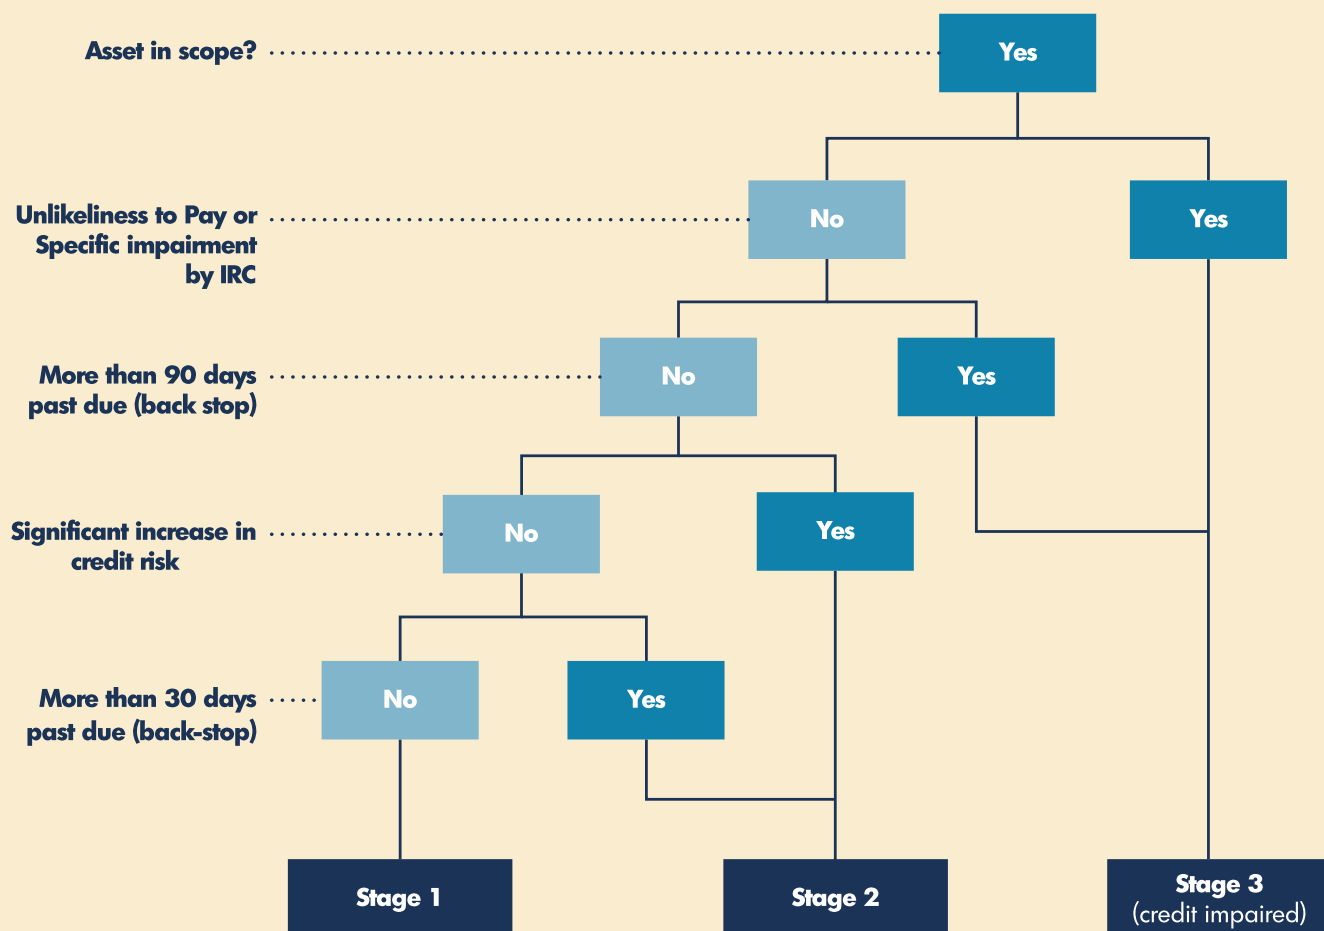 Asset in scope?
Yes
Unlikeliness to Pay or
Specific impairment
by IRC
No
Yes
More than 90 days
past due (back stop)
No
Yes
Significant increase in
credit risk
No
Yes
More than 30 days
past due (back-stop)
No
Yes
Stage 1
Stage 2
Stage 3
(credit impaired)